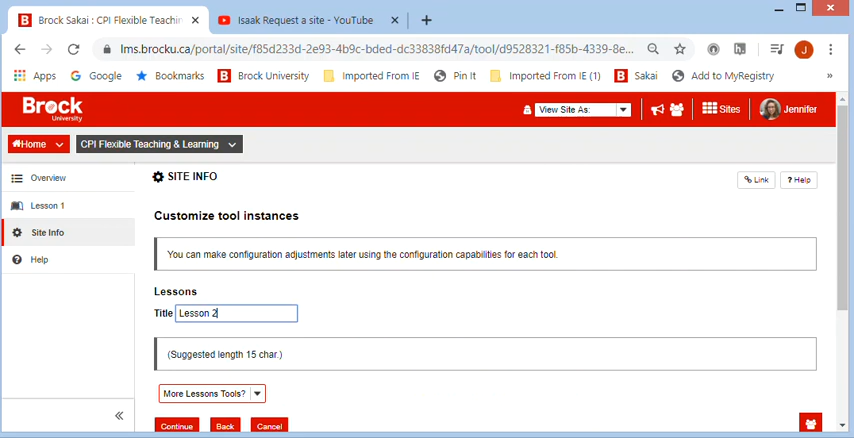 Brock Sakai : CPI Flexible Teachin
Isaak Request a site - YouTube
lms.brocku.ca/portal/site/f85d233d-2e93-4b9c-bded-dc33838fd47a/tool/d9528321-f85b-4339-8e...
Apps Google Bookmarks Brock University Imported From IE Pin It Imported From IE (1) Sakai Add to MyRegistry »
Brock
University
View Site As: Sites Jennifer
Home CPI Flexible Teaching & Learning
Overview
Lesson 1
Site Info
Help
SITE INFO
Link ? Help
Customize tool instances
You can make configuration adjustments later using the configuration capabilities for each tool.
Lessons
Title Lesson 2
(Suggested length 15 char.)
More Lessons Tools?
Continue Back Cancel